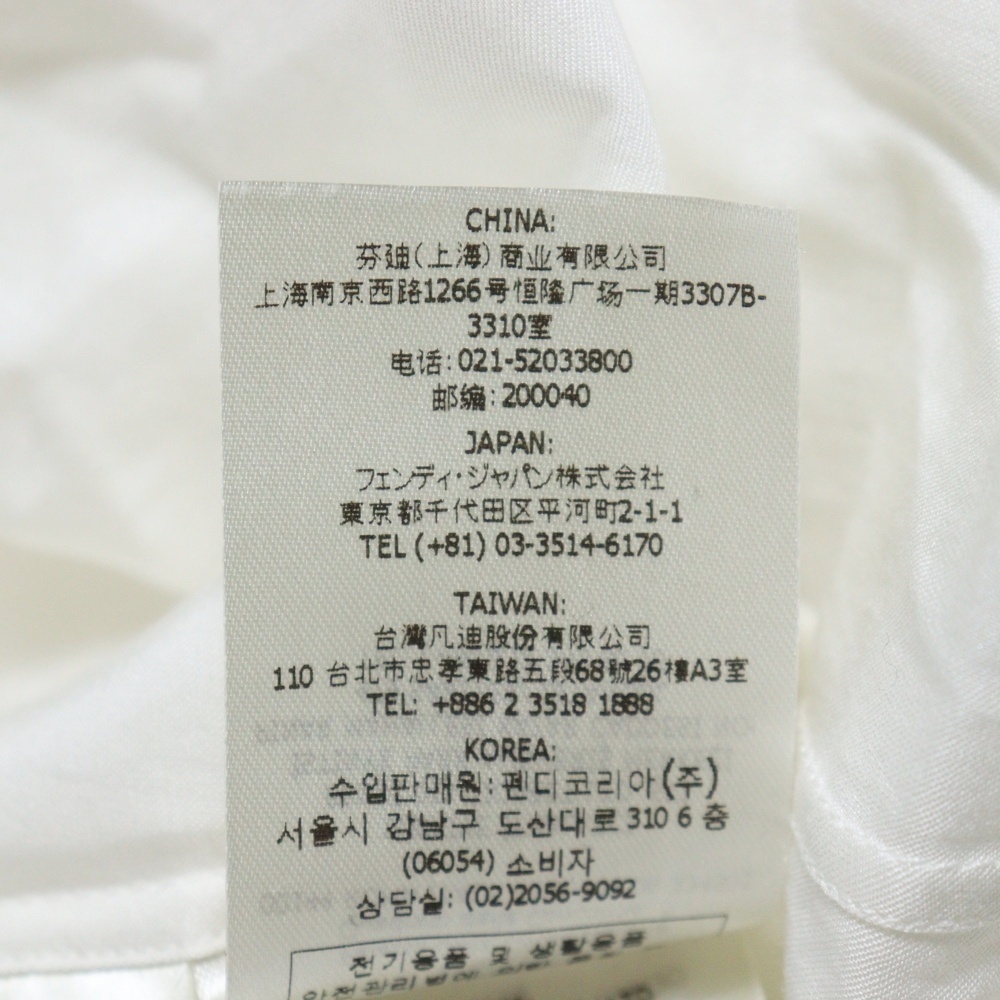 CHINA:
芬迪(上海)商业有限公司
上海南京西路1266号恒隆广场一期3307B-
3310室
电话:021-52033800
邮编:200040
JAPAN:
フェンディ・ジャパン株式会社
東京都千代田区平河町2-1-1
TEL (+81) 03-3514-6170
TAIWAN:
台灣凡迪股份有限公司
110 台北市忠孝東路五段68號26樓A3室
TEL: +886 2 3518 1888
KOREA:
수입판매원:펜디코리아(주)
서울시 강남구 도산대로 310 6 층
(06054) 소비자
상담실: (02)2056-9092
전기용품 및 생활용품
안전관리